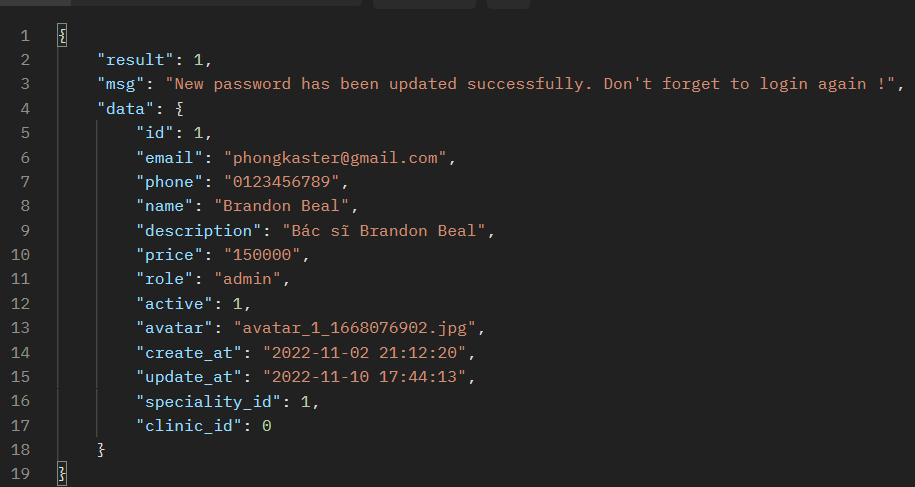 1 {
2 "result": 1,
3 "msg": "New password has been updated successfully. Don't forget to login again !",
4 "data": {
5 "id": 1,
6 "email": "phongkaster@gmail.com",
7 "phone": "0123456789",
8 "name": "Brandon Beal",
9 "description": "Bác sĩ Brandon Beal",
10 "price": "150000",
11 "role": "admin",
12 "active": 1,
13 "avatar": "avatar_1_1668076902.jpg",
14 "create_at": "2022-11-02 21:12:20",
15 "update_at": "2022-11-10 17:44:13",
16 "speciality_id": 1,
17 "clinic_id": 0
18 }
19 }